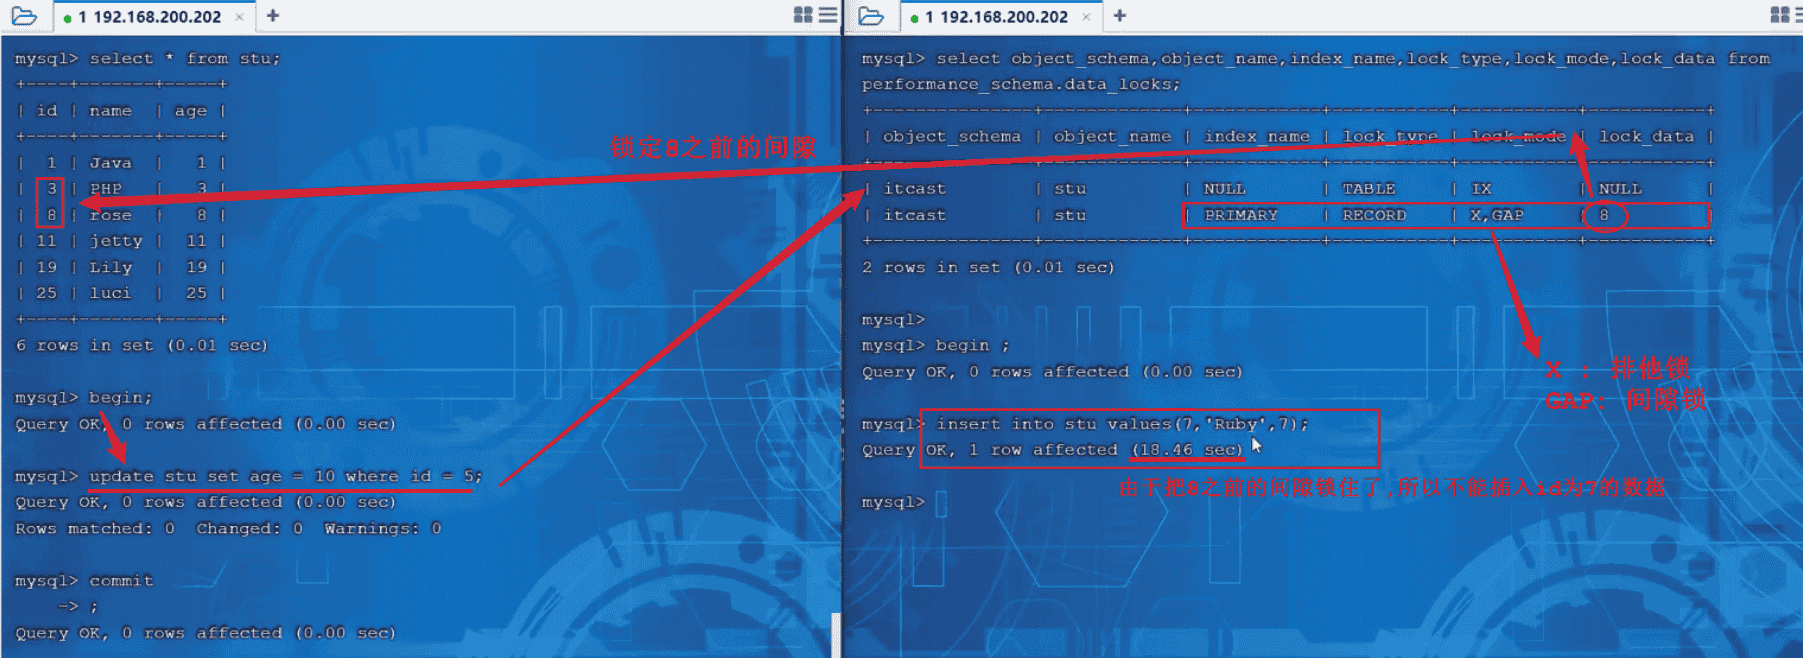 1 192.168.200.202 × +
mysql> select * from stu;
+----+-------+-----+
| id | name | age |
+----+-------+-----+
| 1 | Java | 1 |
| 3 | PHP | 3 |
| 8 | rose | 8 |
| 11 | jetty | 11 |
| 19 | Lily | 19 |
| 25 | luci | 25 |
+----+-------+-----+
6 rows in set (0.01 sec)
mysql> begin;
Query OK, 0 rows affected (0.00 sec)
mysql> update stu set age = 10 where id = 5;
Query OK, 0 rows affected (0.00 sec)
Rows matched: 0 Changed: 0 Warnings: 0
mysql> commit
-> ;
Query OK, 0 rows affected (0.00 sec)
锁定8之前的间隙
1 192.168.200.202 × +
mysql> select object_schema,object_name,index_name,lock_type,lock_mode,lock_data from
performance_schema.data_locks;
+---------------+-------------+------------+-----------+-----------+-----------+
| object_schema | object_name | index_name | lock_type | lock_mode | lock_data |
+---------------+-------------+------------+-----------+-----------+-----------+
| itcast | stu | NULL | TABLE | IX | NULL |
| itcast | stu | PRIMARY | RECORD | X,GAP | 8 |
+---------------+-------------+------------+-----------+-----------+-----------+
2 rows in set (0.01 sec)
mysql>
mysql> begin ;
Query OK, 0 rows affected (0.00 sec)
X : 排他锁
GAP: 间隙锁
mysql> insert into stu values(7,'Ruby',7);
Query OK, 1 row affected (18.46 sec)
由于把8之前的间隙锁住了,所以不能插入id为7的数据
mysql>